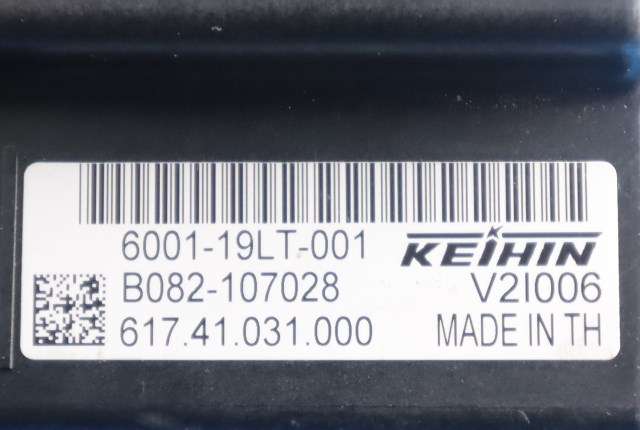 6001-19LT-001 KEIHIN
B082-107028 V2I006
617.41.031.000 MADE IN TH